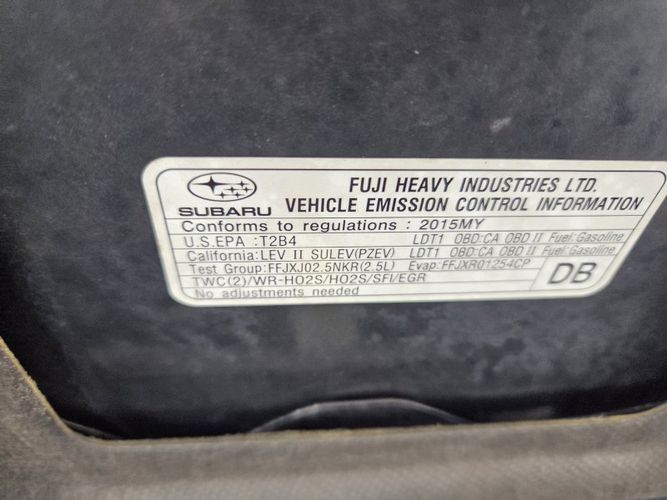 FUJI HEAVY INDUSTRIES LTD.
SUBARU VEHICLE EMISSION CONTROL INFORMATION
Conforms to regulations : 2015MY
U.S.EPA :T2B4 LDT1 OBD:CA OBD II Fuel:Gasoline
California:LEV II SULEV(PZEV) LDT1 OBD:CA OBD II Fuel:Gasoline
Test Group:FFJXJ02.5NKR(2.5L) Evap:FFJXR01254CP
TWC(2)/WR-HO2S/HO2S/SFI/EGR DB
No adjustments needed